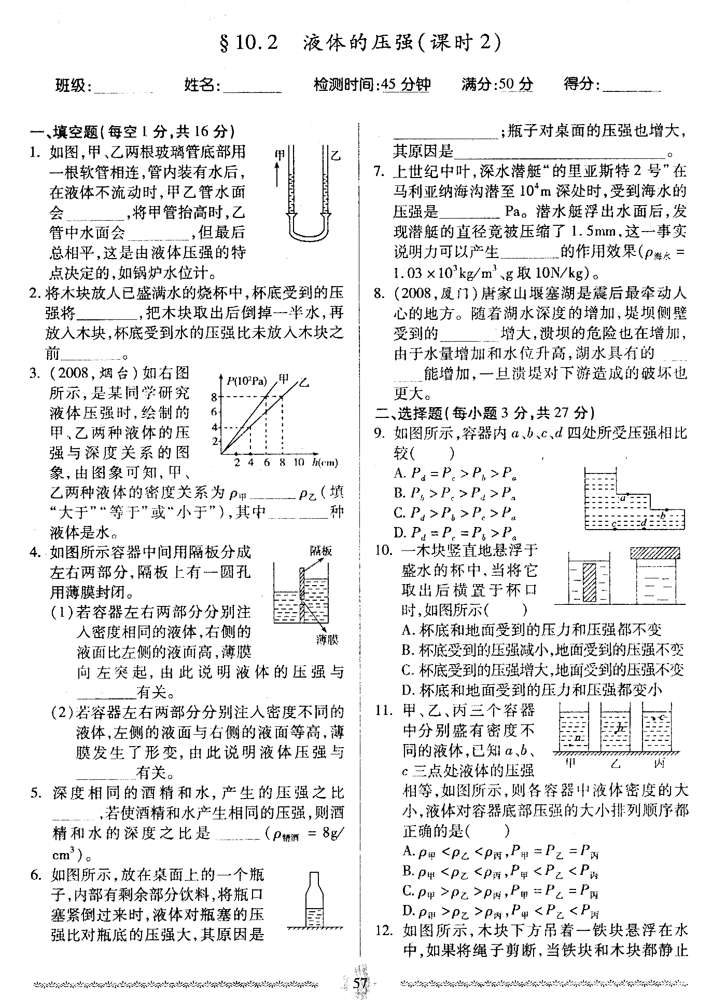 §10.2 液体的压强(课时2)
班级:
姓名:
检测时间:45分钟
满分:50分
得分:
一、填空题(每空1分,共16分)
1. 如图,甲、乙两根玻璃管底部用
一根软管相连,管内装有水后,
在液体不流动时,甲乙管水面
会________,将甲管抬高时,乙
管中水面会________,但最后
总相平,这是由液体压强的特
点决定的,如锅炉水位计。
甲
乙
2. 将木块放人已盛满水的烧杯中,杯底受到的压
强将________,把木块取出后倒掉一半水,再
放入木块,杯底受到水的压强比未放入木块之
前________。
3. (2008,烟台)如右图
所示,是某同学研究
液体压强时,绘制的
甲、乙两种液体的压
强与深度关系的图
象,由图象可知,甲、
乙两种液体的密度关系为ρ甲______ρ乙(填
“大于”“等于”或“小于”),其中________种
液体是水。
P(10²Pa)
甲
乙
8
6
4
2
2 4 6 8 10 h(cm)
4. 如图所示容器中间用隔板分成
左右两部分,隔板上有一圆孔
用薄膜封闭。
(1)若容器左右两部分分别注
人密度相同的液体,右侧的
液面比左侧的液面高,薄膜
向左突起,由此说明液体的压强与
________有关。
隔板
薄膜
(2)若容器左右两部分分别注人密度不同的
液体,左侧的液面与右侧的液面等高,薄
膜发生了形变,由此说明液体压强与
________有关。
5. 深度相同的酒精和水,产生的压强之比
______,若使酒精和水产生相同的压强,则酒
精和水的深度之比是______(ρ精酒 = 8g/
cm³)。
6. 如图所示,放在桌面上的一个瓶
子,内部有剩余部分饮料,将瓶口
塞紧倒过来时,液体对瓶塞的压
强比对瓶底的压强大,其原因是
______________;瓶子对桌面的压强也增大,
其原因是____________________________。
7. 上世纪中叶,深水潜艇“的里亚斯特2号”在
马利亚纳海沟潜至10⁴m深处时,受到海水的
压强是________ Pa。潜水艇浮出水面后,发
现潜艇的直径竟被压缩了1.5mm,这一事实
说明力可以产生________的作用效果(ρ海水 =
1.03×10³kg/m³、g取10N/kg)。
8. (2008,厦门)唐家山堰塞湖是震后最牵动人
心的地方。随着湖水深度的增加,堤坝侧壁
受到的________增大,溃坝的危险也在增加,
由于水量增加和水位升高,湖水具有的____
____能增加,一旦溃堤对下游造成的破坏也
更大。
二、选择题(每小题3分,共27分)
9. 如图所示,容器内a、b、c、d四处所受压强相比
较( )
A. P_d = P_c > P_b > P_a
B. P_b > P_c > P_d > P_a
C. P_d > P_b > P_c > P_a
D. P_d = P_c = P_b > P_a
a
b
c
d
10. 一木块竖直地悬浮于
盛水的杯中,当将它
取出后横置于杯口
时,如图所示( )
A. 杯底和地面受到的压力和压强都不变
B. 杯底受到的压强减小,地面受到的压强不变
C. 杯底受到的压强增大,地面受到的压强不变
D. 杯底和地面受到的压力和压强都变小
11. 甲、乙、丙三个容器
中分别盛有密度不
同的液体,已知a、b、
c三点处液体的压强
相等,如图所示,则各容器中液体密度的大
小,液体对容器底部压强的大小排列顺序都
正确的是( )
a
b
c
甲
乙
丙
A. ρ甲 <ρ乙 <ρ丙,P甲 =P乙 =P丙
B. ρ甲 <ρ乙 <ρ丙,P甲 <P乙 <P丙
C. ρ甲 >ρ乙 >ρ丙,P甲 =P乙 =P丙
D. ρ甲 >ρ乙 >ρ丙,P甲 <P乙 <P丙
12. 如图所示,木块下方吊着一铁块悬浮在水
中,如果将绳子剪断,当铁块和木块都静止
57